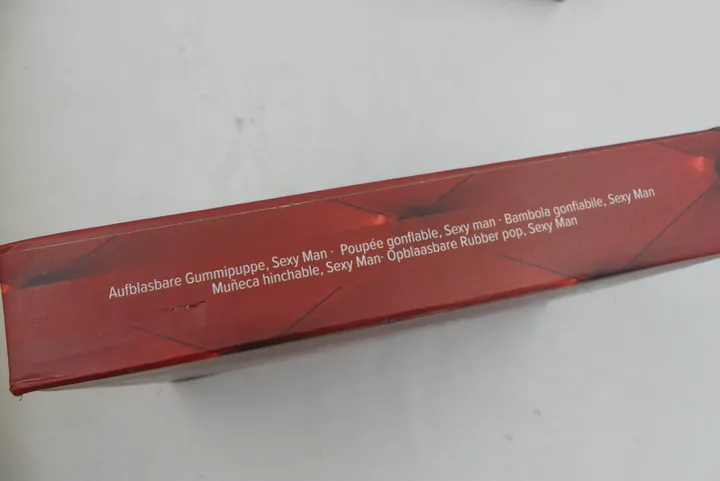 Aufblasbare Gummipuppe, Sexy Man · Poupée gonflable, Sexy man · Bambola gonfiabile, Sexy Man
Muñeca hinchable, Sexy Man· Opblaasbare Rubber pop, Sexy Man